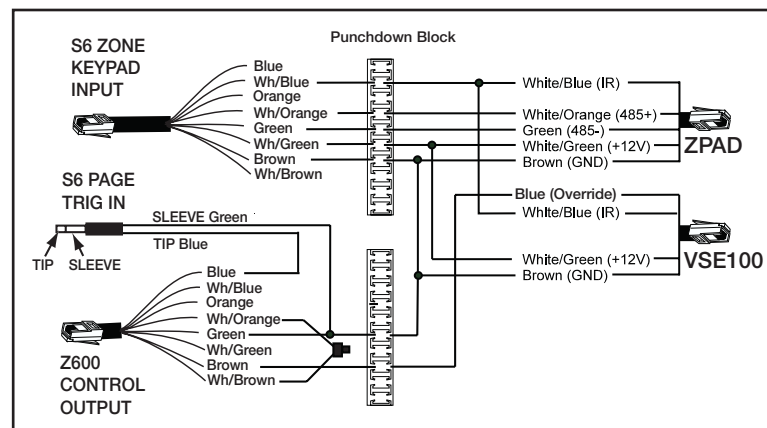 Punchdown Block
S6 ZONE
KEYPAD
INPUT
Blue
Wh/Blue
Orange
Wh/Orange
Green
Wh/Green
Brown
Wh/Brown
White/Blue (IR)
White/Orange (485+)
Green (485-)
White/Green (+12V)
Brown (GND)
ZPAD
S6 PAGE
TRIG IN
SLEEVE Green
TIP Blue
TIP
SLEEVE
Blue (Override)
White/Blue (IR)
White/Green (+12V)
Brown (GND)
VSE100
Blue
Wh/Blue
Orange
Wh/Orange
Green
Wh/Green
Brown
Wh/Brown
Z600
CONTROL
OUTPUT